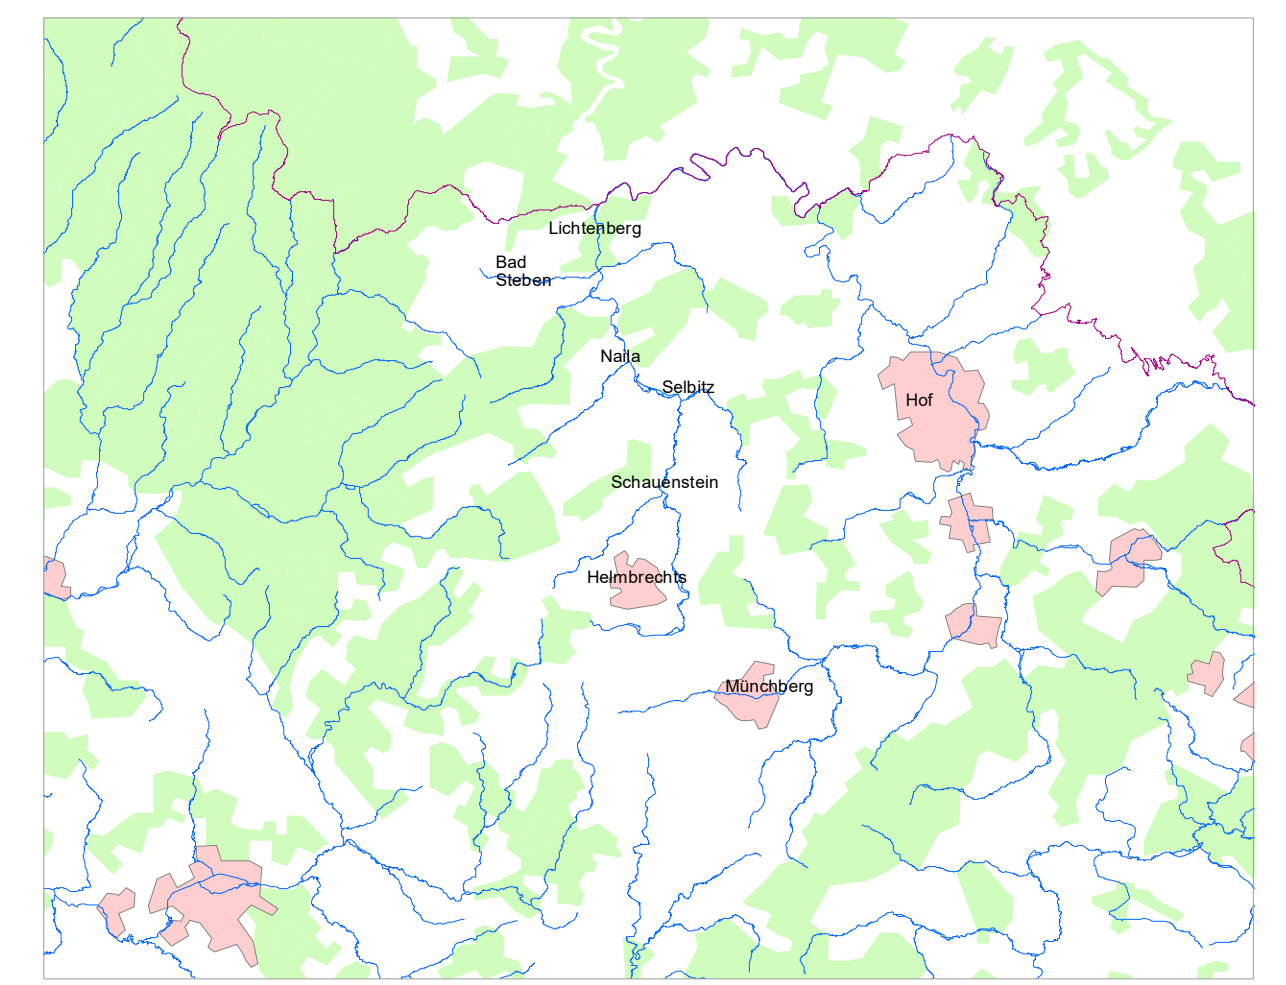 Lichtenberg
Bad
Steben
Naila
Selbitz
Hof
Schauenstein
Helmbrechts
Münchberg